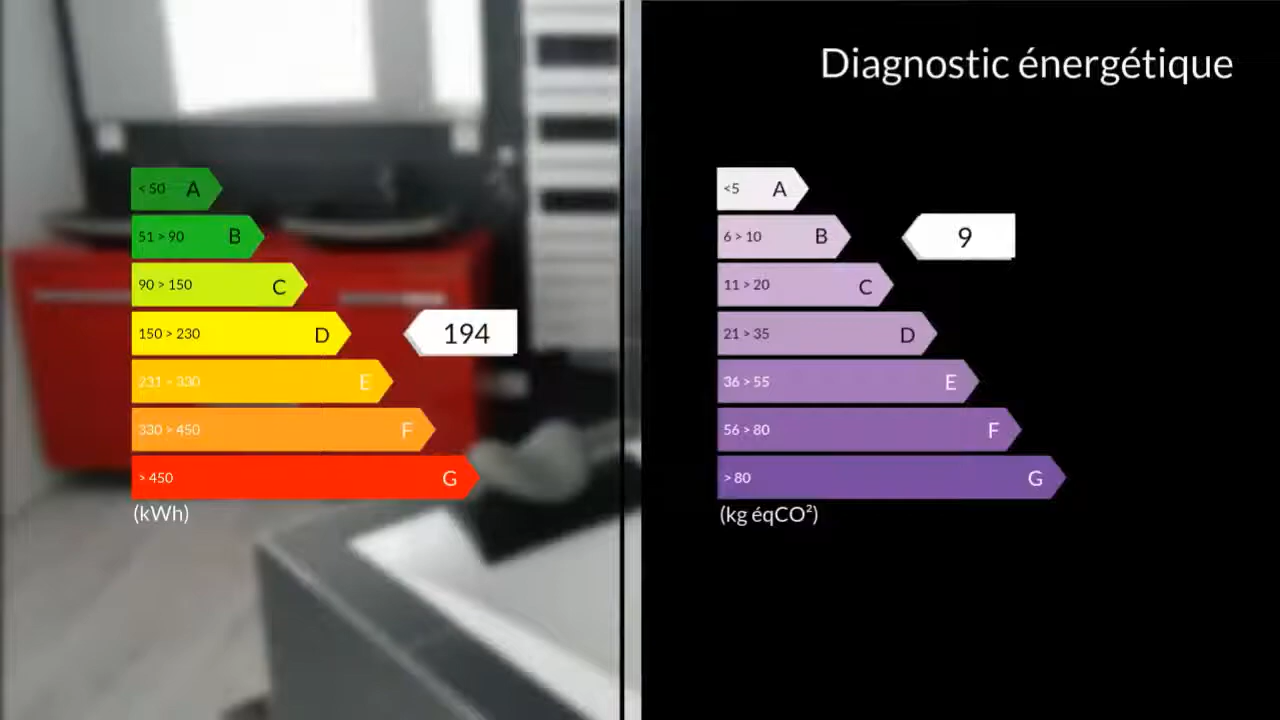 Diagnostic énergétique
<50 A
51 > 90 B
90 > 150 C
150 > 230 D
194
231 > 330 E
330 > 450 F
> 450 G
(kWh)
<5 A
6 > 10 B
9
11 > 20 C
21 > 35 D
36 > 55 E
56 > 80 F
> 80 G
(kg éqCO²)